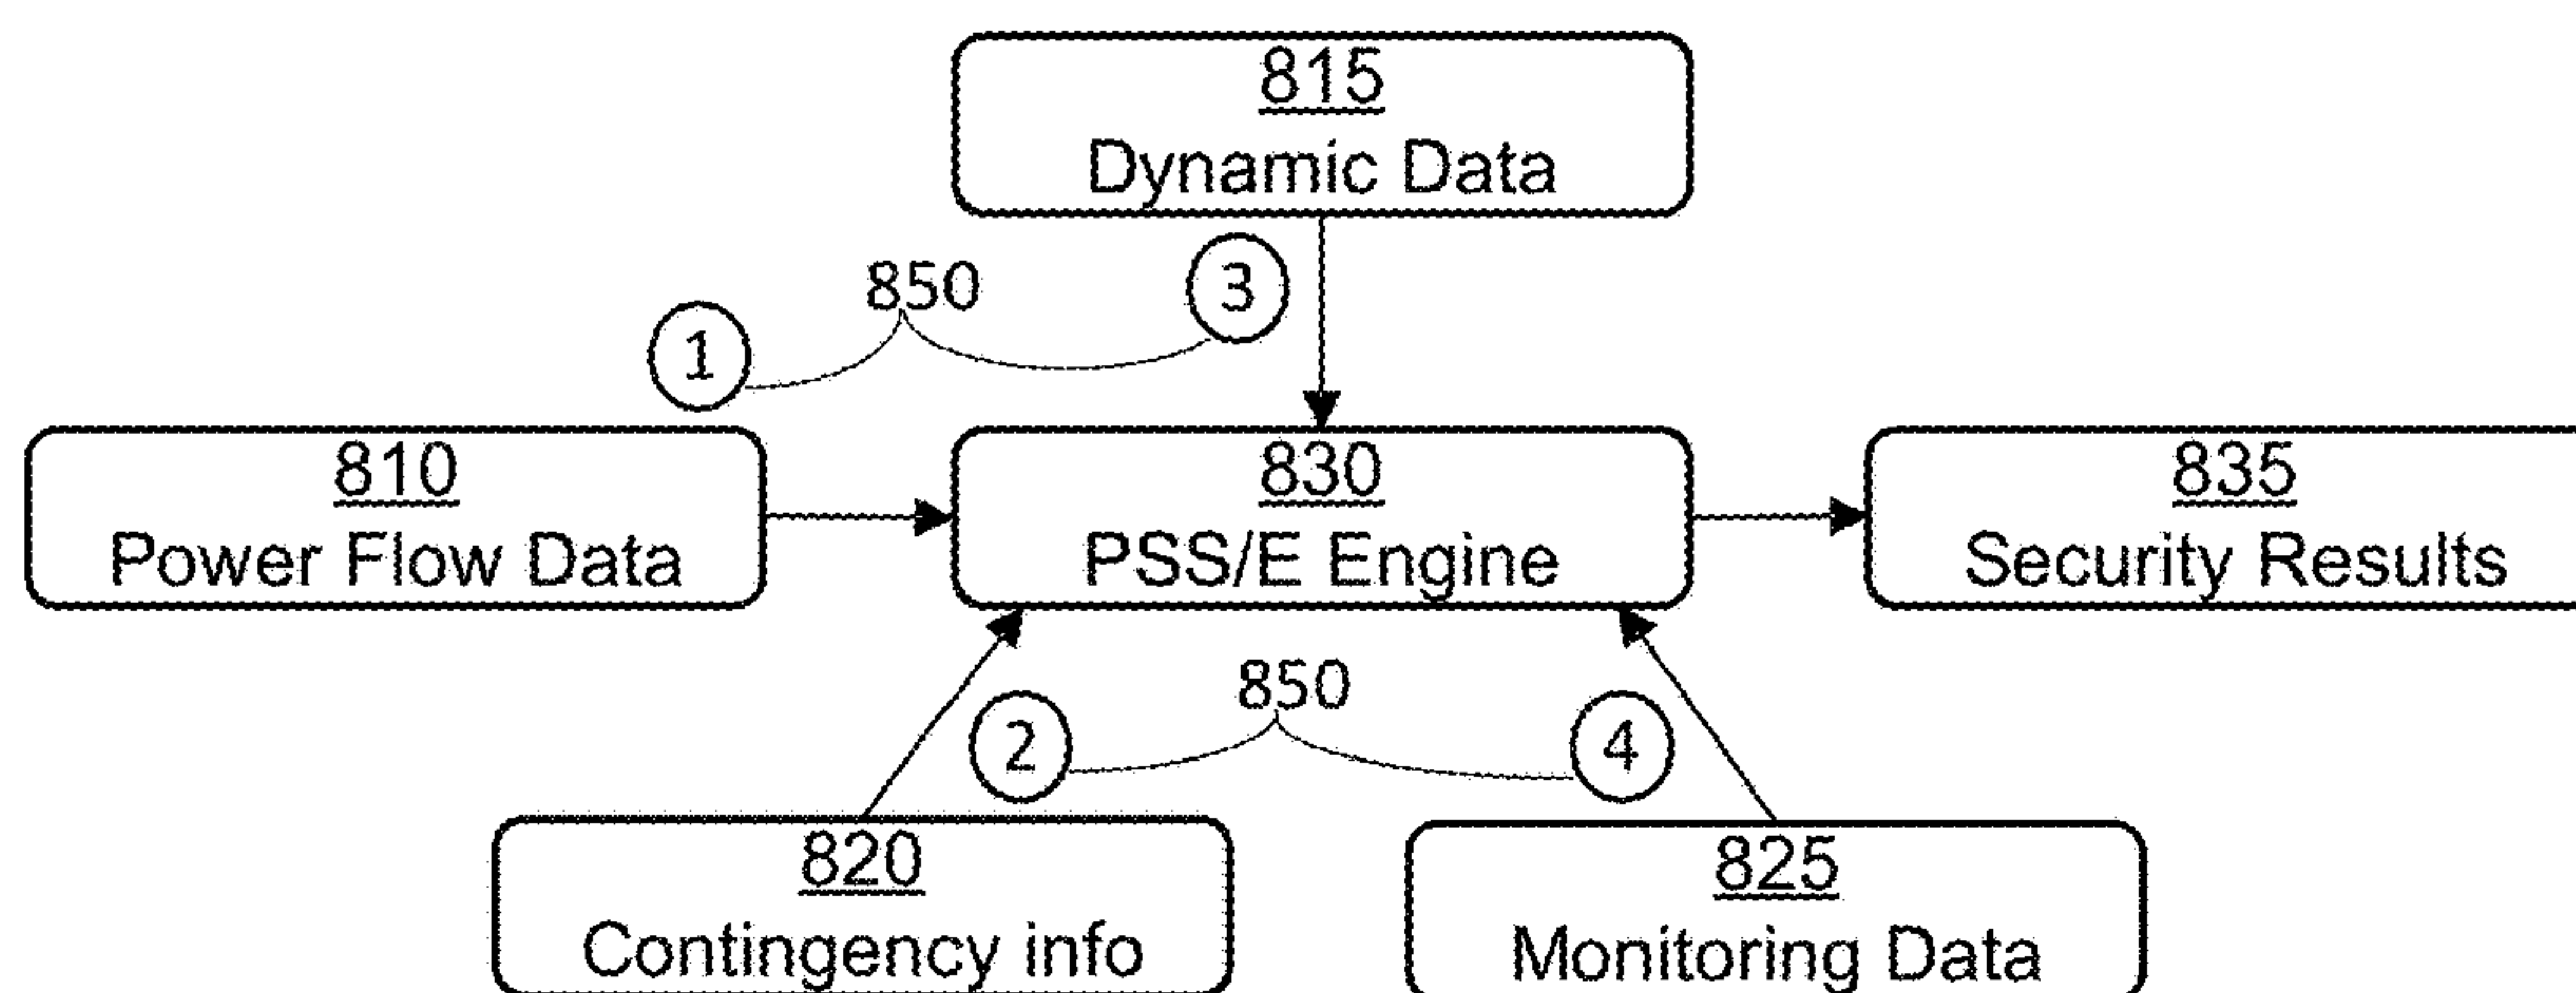 815
Dynamic Data
850
3
1
810
Power Flow Data
830
PSS/E Engine
835
Security Results
850
2
4
820
Contingency info
825
Monitoring Data